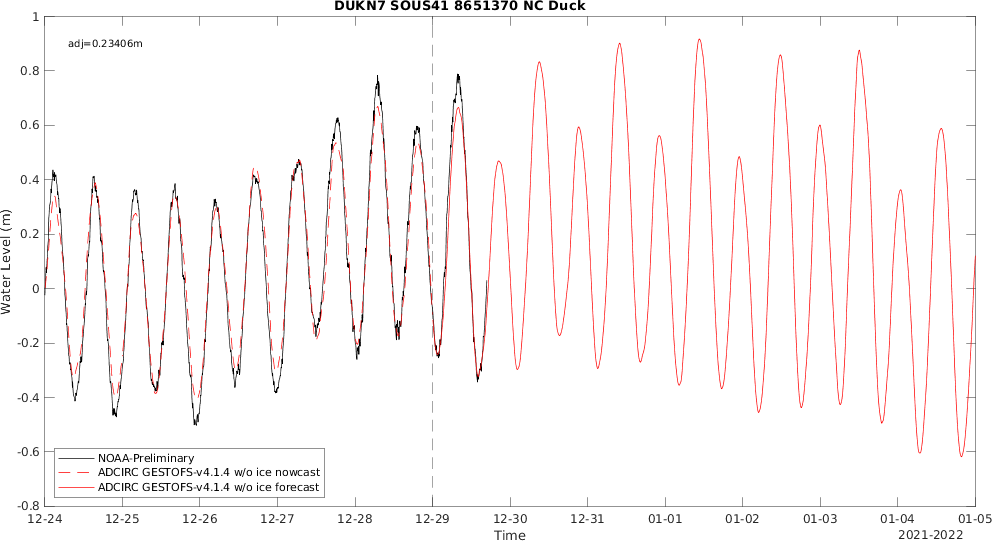 DUKN7 SOUS41 8651370 NC Duck
adj=0.23406m
Water Level (m)
1
0.8
0.6
0.4
0.2
0
-0.2
-0.4
-0.6
-0.8
NOAA-Preliminary
ADCIRC GESTOFS-v4.1.4 w/o ice nowcast
ADCIRC GESTOFS-v4.1.4 w/o ice forecast
12-24 12-25 12-26 12-27 12-28 12-29 12-30 12-31 01-01 01-02 01-03 01-04 01-05
Time
2021-2022